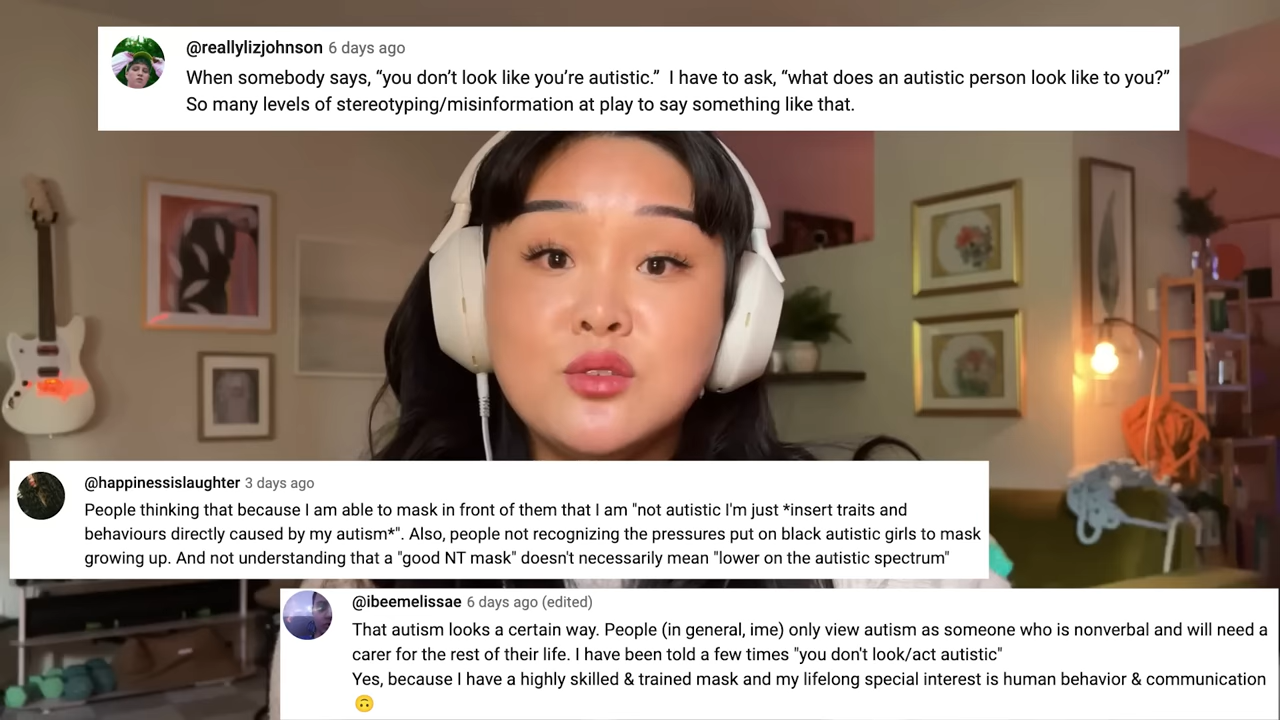 @reallylizjohnson 6 days ago
When somebody says, “you don’t look like you’re autistic.” I have to ask, “what does an autistic person look like to you?”
So many levels of stereotyping/misinformation at play to say something like that.
@happinessislaughter 3 days ago
People thinking that because I am able to mask in front of them that I am "not autistic I'm just *insert traits and
behaviours directly caused by my autism*". Also, people not recognizing the pressures put on black autistic girls to mask
growing up. And not understanding that a "good NT mask" doesn't necessarily mean "lower on the autistic spectrum"
@ibeemelissae 6 days ago (edited)
That autism looks a certain way. People (in general, ime) only view autism as someone who is nonverbal and will need a
carer for the rest of their life. I have been told a few times "you don't look/act autistic"
Yes, because I have a highly skilled & trained mask and my lifelong special interest is human behavior & communication
🙃